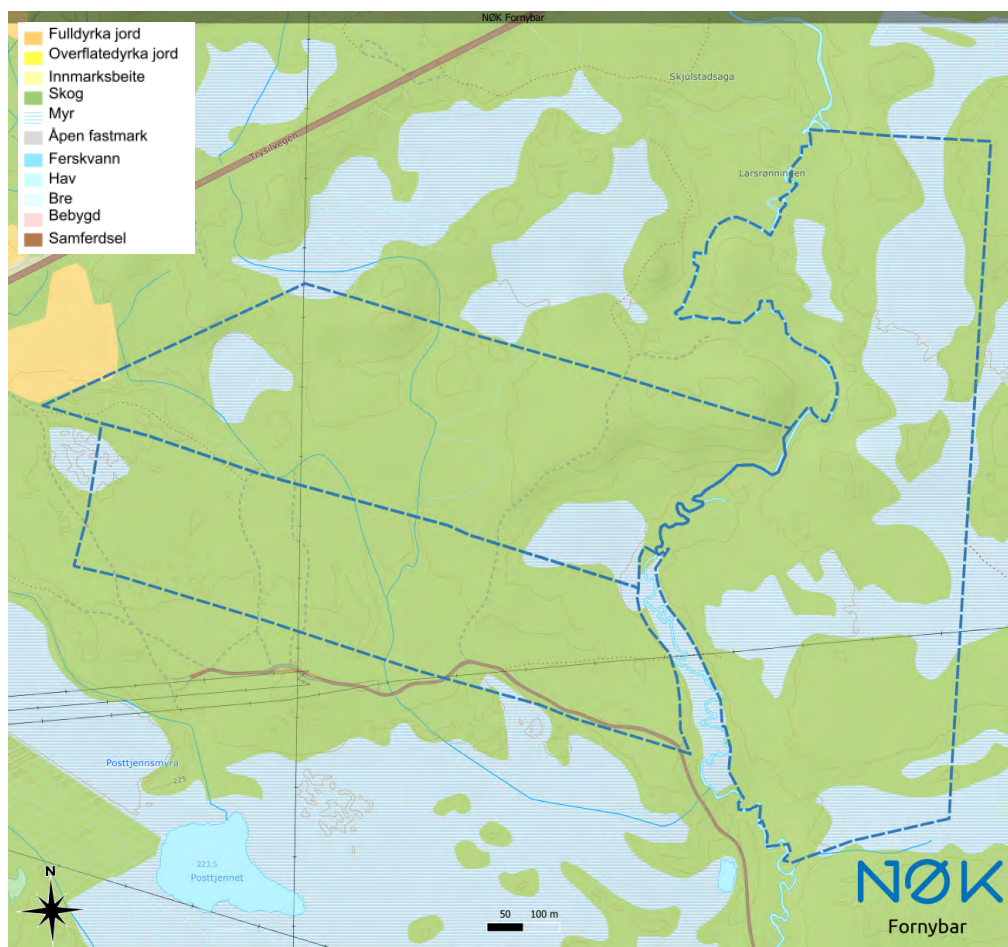 NØK Fornybar
Fulldyrka jord
Overflatedyrka jord
Innmarksbeite
Skog
Myr
Åpen fastmark
Ferskvann
Hav
Bre
Bebygd
Samferdsel
Skjulstadsaga
Trysilvegen
Larsrønningen
Posttjennsmyra
225
223.5
Posttjennet
N
50 100 m
NØK
Fornybar